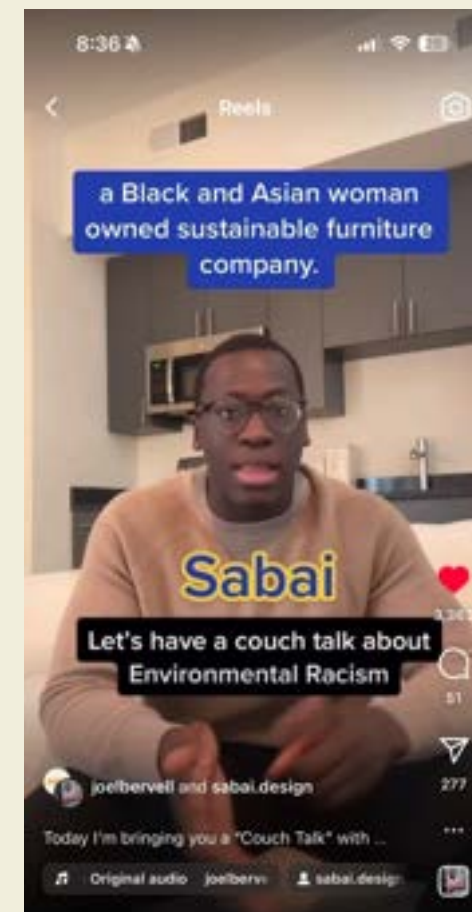 8:36
Reels
a Black and Asian woman
owned sustainable furniture
company.
Sabai
Let's have a couch talk about
Environmental Racism
51
joelbervell and sabai.design
277
Today I'm bringing you a "Couch Talk" with ...
Original audio joelberve sabai.design